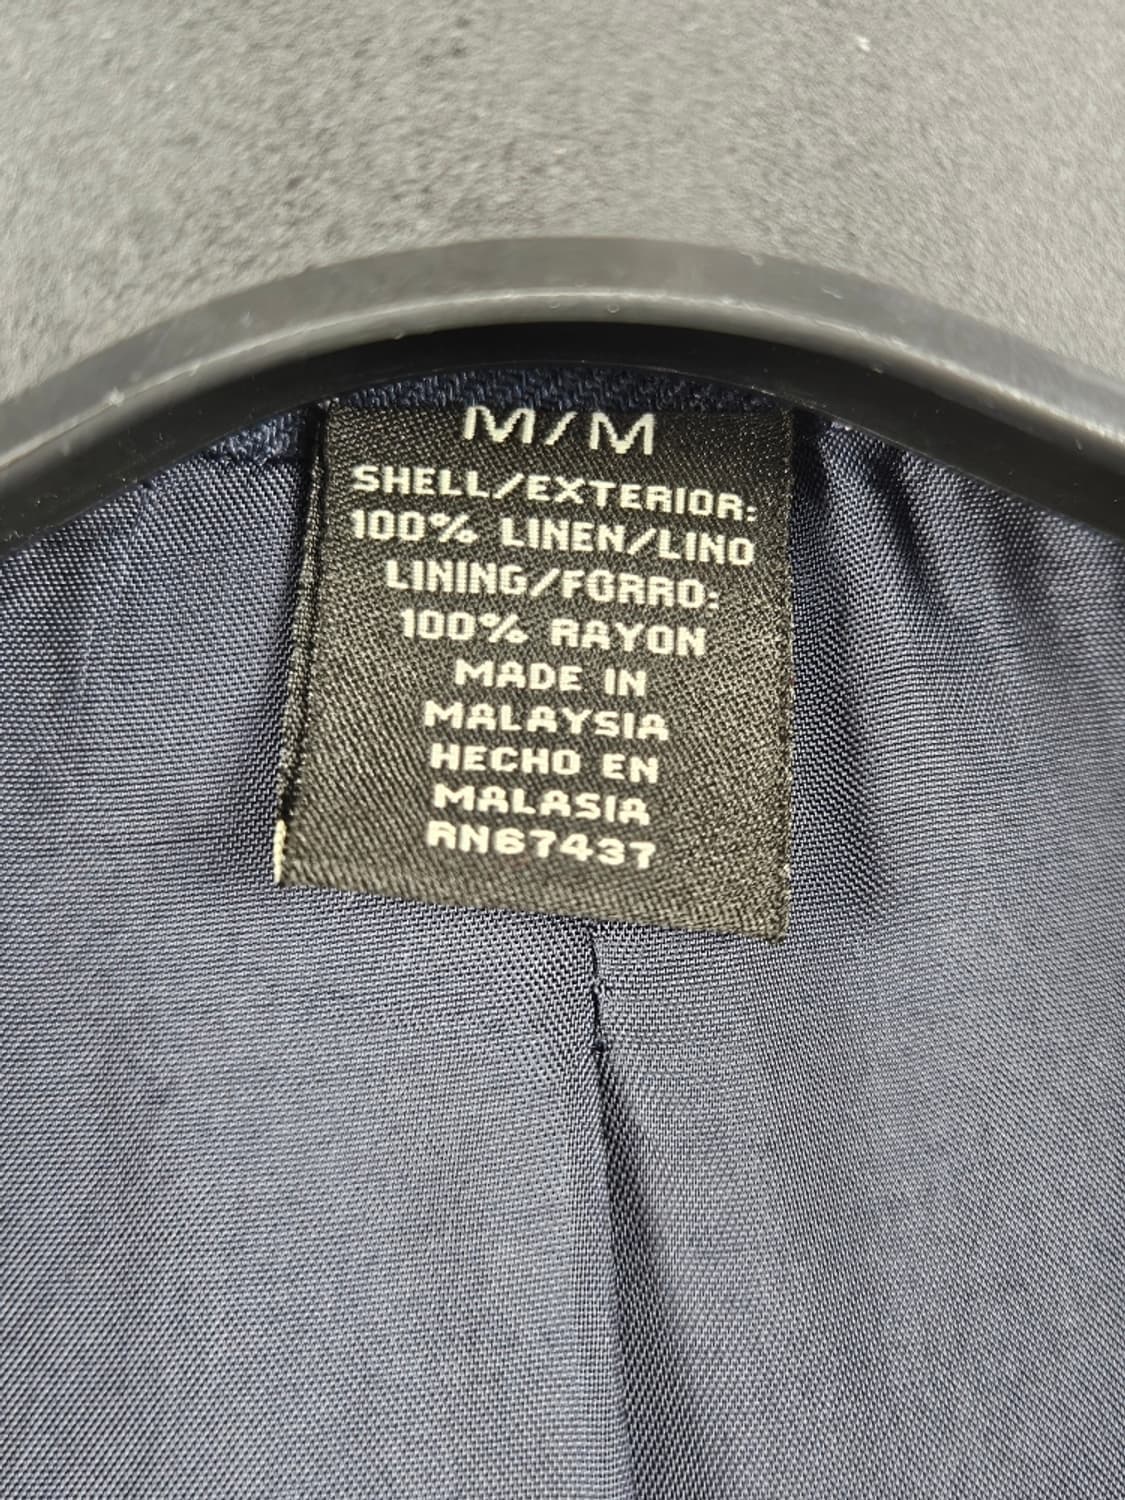 M/M
SHELL/EXTERIOR:
100% LINEN/LINO
LINING/FORRO:
100% RAYON
MADE IN
MALAYSIA
HECHO EN
MALASIA
RN67437